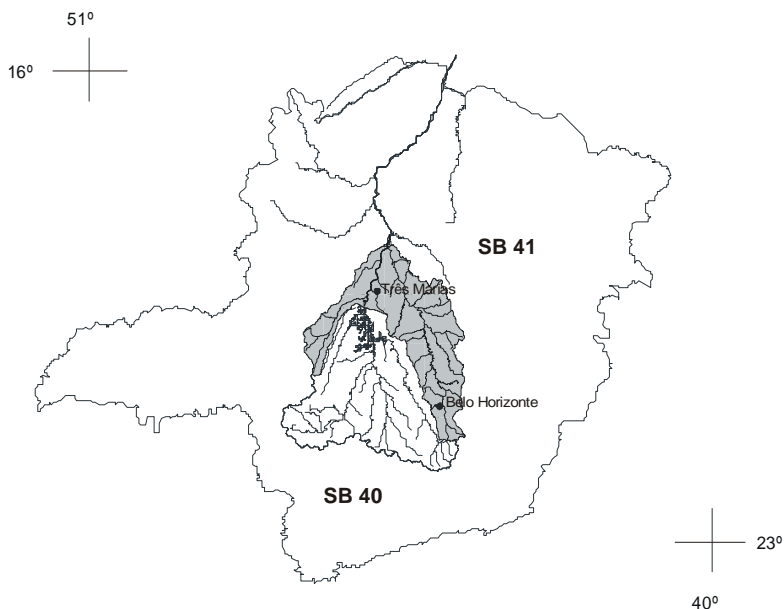 51º
16º
SB 41
Três Marias
Belo Horizonte
SB 40
23º
40º